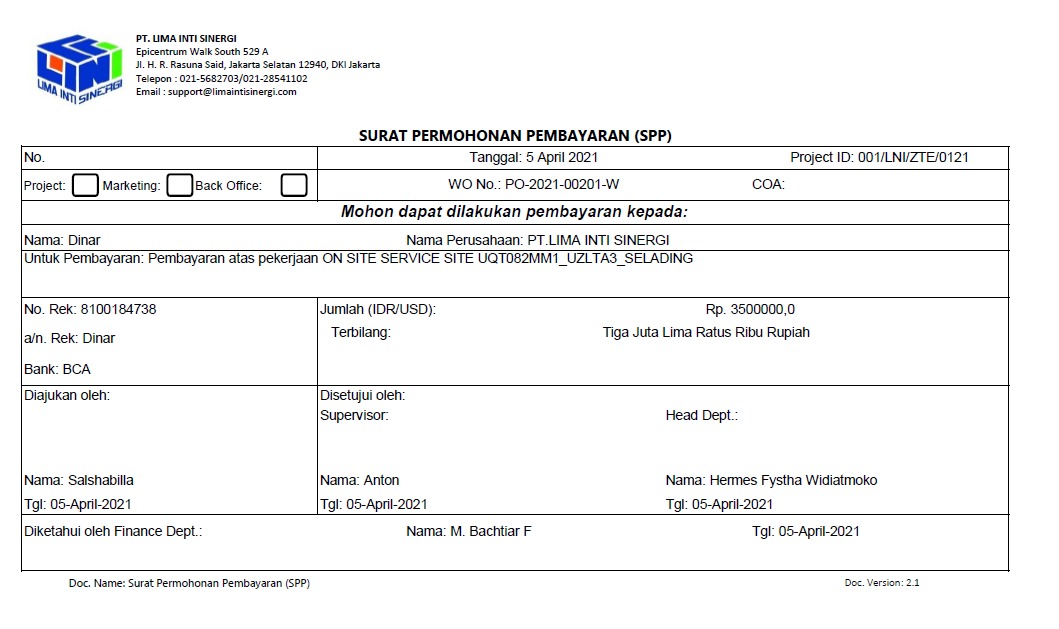 LIMA INTI SINERGI
PT. LIMA INTI SINERGI
Epicentrum Walk South 529 A
Jl. H. R. Rasuna Said, Jakarta Selatan 12940, DKI Jakarta
Telepon : 021-5682703/021-28541102
Email : support@limaintisinergi.com
SURAT PERMOHONAN PEMBAYARAN (SPP)
No. Tanggal: 5 April 2021 Project ID: 001/LNI/ZTE/0121
Project: Marketing: Back Office: WO No.: PO-2021-00201-W COA:
Mohon dapat dilakukan pembayaran kepada:
Nama: Dinar Nama Perusahaan: PT.LIMA INTI SINERGI
Untuk Pembayaran: Pembayaran atas pekerjaan ON SITE SERVICE SITE UQT082MM1_UZLTA3_SELADING
No. Rek: 8100184738 Jumlah (IDR/USD): Rp. 3500000,0
Terbilang: Tiga Juta Lima Ratus Ribu Rupiah
a/n. Rek: Dinar
Bank: BCA
Diajukan oleh: Disetujui oleh:
Supervisor: Head Dept.:
Nama: Salshabilla Nama: Anton Nama: Hermes Fystha Widiatmoko
Tgl: 05-April-2021 Tgl: 05-April-2021 Tgl: 05-April-2021
Diketahui oleh Finance Dept.: Nama: M. Bachtiar F Tgl: 05-April-2021
Doc. Name: Surat Permohonan Pembayaran (SPP) Doc. Version: 2.1